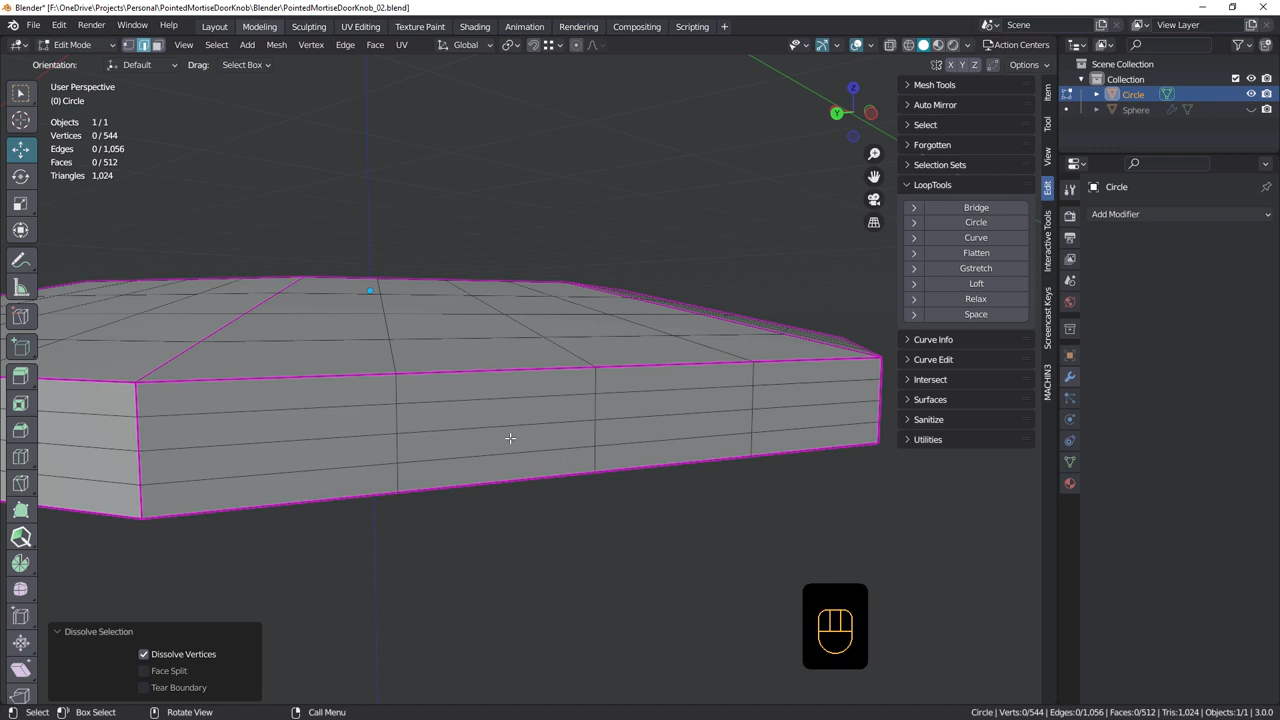 Blender* [F:\OneDrive\Projects\Personal\PointedMortiseDoorKnob\Blender\PointedMortiseDoorKnob_02.blend]
File Edit Render Window Help
Layout Modeling Sculpting UV Editing Texture Paint Shading Animation Rendering Compositing Scripting
Scene
View Layer
Edit Mode
View Select Add Mesh Vertex Edge Face UV
Global
Action Centers
Orientation: Default Drag: Select Box
X Y Z
Options
User Perspective
(0) Circle
Objects 1 / 1
Vertices 0 / 544
Edges 0 / 1,056
Faces 0 / 512
Triangles 1,024
Z
Y
Mesh Tools
Auto Mirror
Select
Forgotten
Selection Sets
LoopTools
Bridge
Circle
Curve
Flatten
Gstretch
Loft
Relax
Space
Curve Info
Curve Edit
Intersect
Surfaces
Sanitize
Utilities
Item
Tool
View
Edit
Interactive Tools
Screencast Keys
MACHIN3
Scene Collection
Collection
Circle
Sphere
Circle
Add Modifier
Dissolve Selection
Dissolve Vertices
Face Split
Tear Boundary
Select
Box Select
Rotate View
Call Menu
Circle | Verts:0/544 | Edges:0/1,056 | Faces:0/512 | Tris:1,024 | Objects:1/1 | 3.0.0